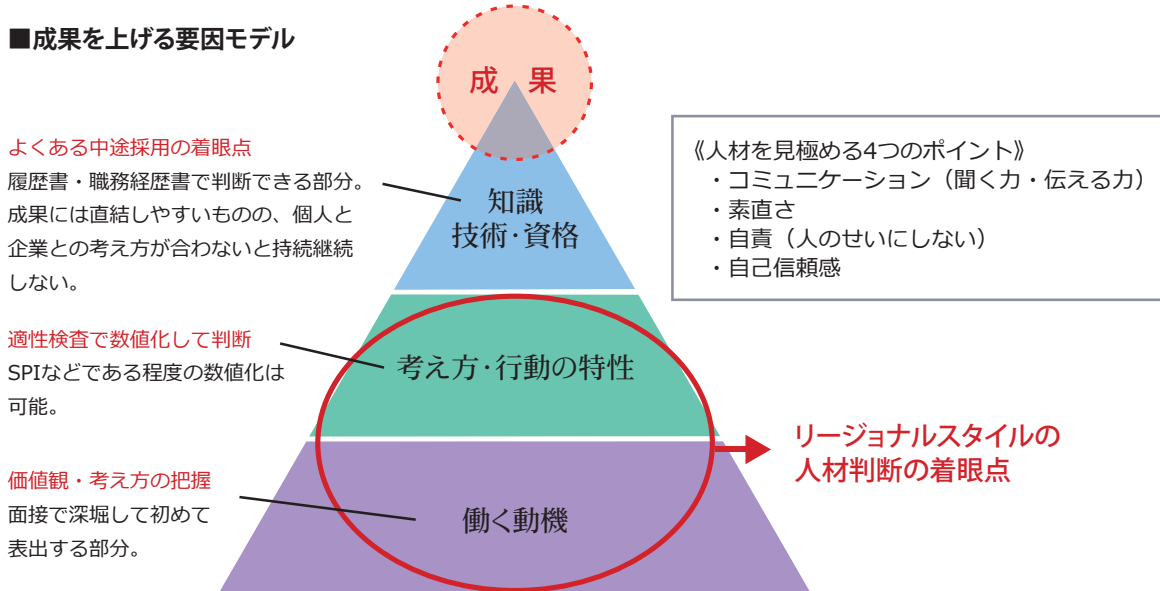 ■成果を上げる要因モデル
成 果
よくある中途採用の着眼点
履歴書・職務経歴書で判断できる部分。
成果には直結しやすいものの、個人と
企業との考え方が合わないと持続継続
しない。
知識
技術・資格
《人材を見極める4つのポイント》
・コミュニケーション（聞く力・伝える力）
・素直さ
・自責（人のせいにしない）
・自己信頼感
適性検査で数値化して判断
SPIなどである程度の数値化は
可能。
考え方・行動の特性
リージョナルスタイルの
人材判断の着眼点
価値観・考え方の把握
面接で深堀して初めて
表出する部分。
働く動機